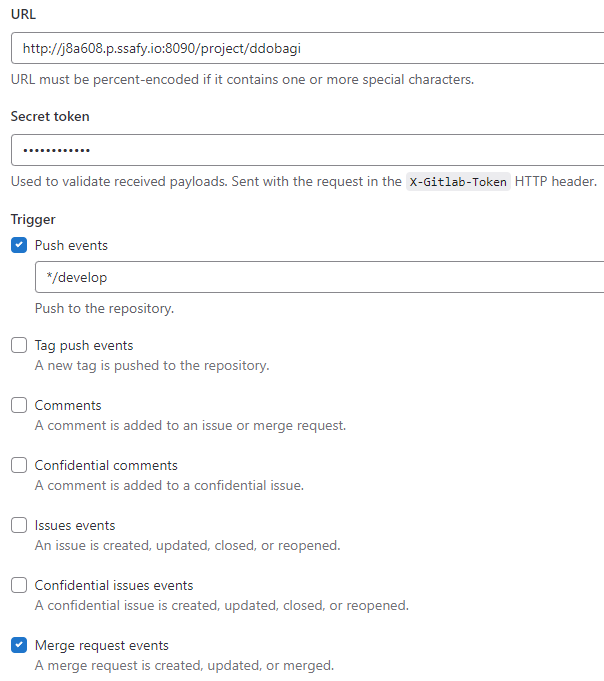 URL
http://j8a608.p.ssafy.io:8090/project/ddobagi
URL must be percent-encoded if it contains one or more special characters.
Secret token
••••••••••••
Used to validate received payloads. Sent with the request in the X-Gitlab-Token HTTP header.
Trigger
Push events
*/develop
Push to the repository.
Tag push events
A new tag is pushed to the repository.
Comments
A comment is added to an issue or merge request.
Confidential comments
A comment is added to a confidential issue.
Issues events
An issue is created, updated, closed, or reopened.
Confidential issues events
A confidential issue is created, updated, closed, or reopened.
Merge request events
A merge request is created, updated, or merged.